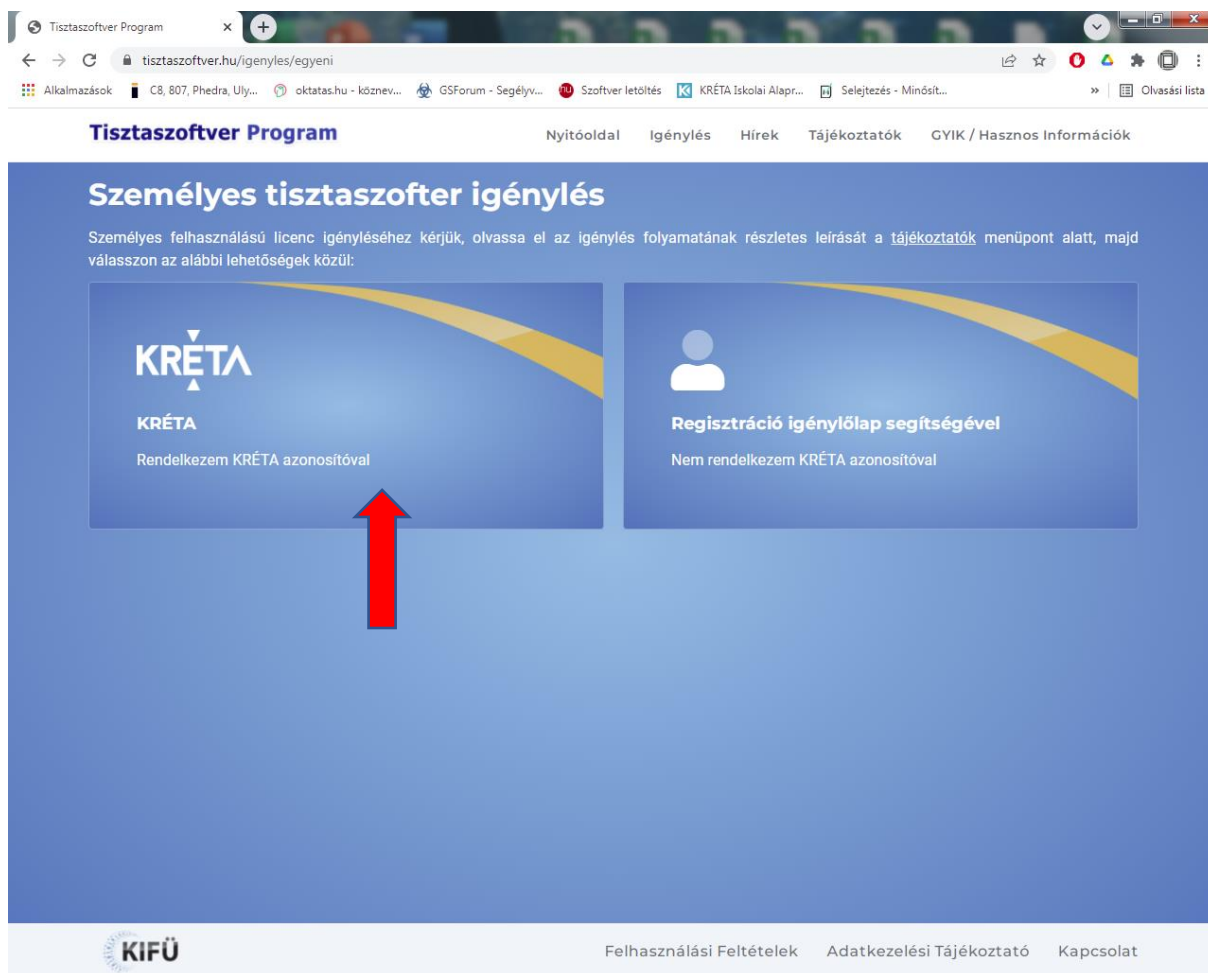 Tisztaszoftver Program
tisztaszoftver.hu/igenyles/egyeni
Alkalmazások C8, 807, Phedra, Uly... oktatas.hu - köznev... GSForum - Segélyv... Szoftver letöltés KRÉTA Iskolai Alapr... Selejtezés - Minősít... » Olvasási lista
Tisztaszoftver Program Nyitóoldal Igénylés Hírek Tájékoztatók GYIK / Hasznos Információk
Személyes tisztaszofter igénylés
Személyes felhasználású licenc igényléséhez kérjük, olvassa el az igénylés folyamatának részletes leírását a tájékoztatók menüpont alatt, majd
válasszon az alábbi lehetőségek közül:
KRÉTA
KRÉTA
Rendelkezem KRÉTA azonosítóval
Regisztráció igénylőlap segítségével
Nem rendelkezem KRÉTA azonosítóval
KIFÜ Felhasználási Feltételek Adatkezelési Tájékoztató Kapcsolat